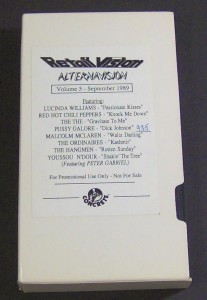 RetailVision
ALTERNAVISION
Volume 5 - September 1989
Featuring:
LUCINDA WILLIAMS - "Passionate Kisses"
RED HOT CHILI PEPPERS - "Knock Me Down"
THE THE - "Gravitate To Me"
PUSSY GALORE - "Dick Johnson"
MALCOLM MCLAREN - "Waltz Darling"
THE ORDINAIRES - "Kashmir"
THE HANGMEN - "Rotten Sunday"
YOUSSOU N'DOUR - "Shakin' The Tree"
(Featuring PETER GABRIEL)
For Promotional Use Only - Not For Sale